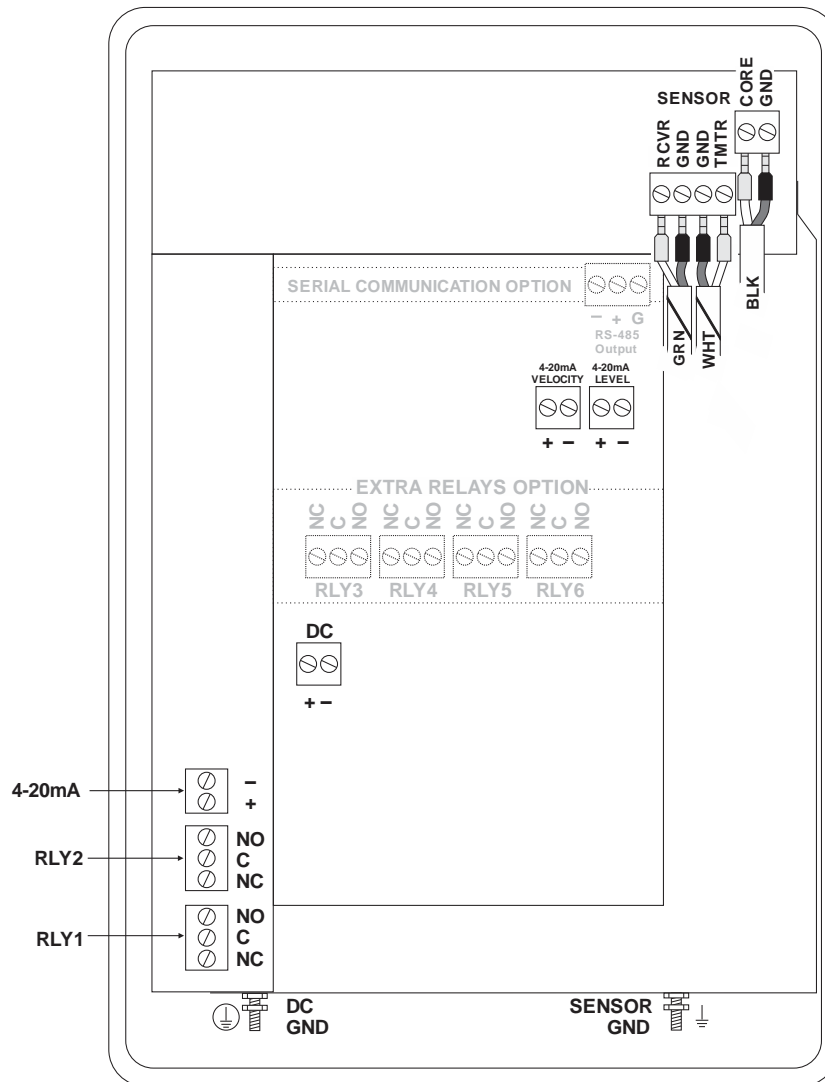 CORE
GND
SENSOR
RCVR
GND
GND
TMTR
BLK
GRN
WHT
SERIAL COMMUNICATION OPTION
– + G
RS-485
Output
4-20mA
VELOCITY
4-20mA
LEVEL
+ –
+ –
EXTRA RELAYS OPTION
NC C NO
NC C NO
NC C NO
NC C NO
RLY3
RLY4
RLY5
RLY6
DC
+ –
4-20mA
–
+
RLY2
NO
C
NC
RLY1
NO
C
NC
DC
GND
SENSOR
GND